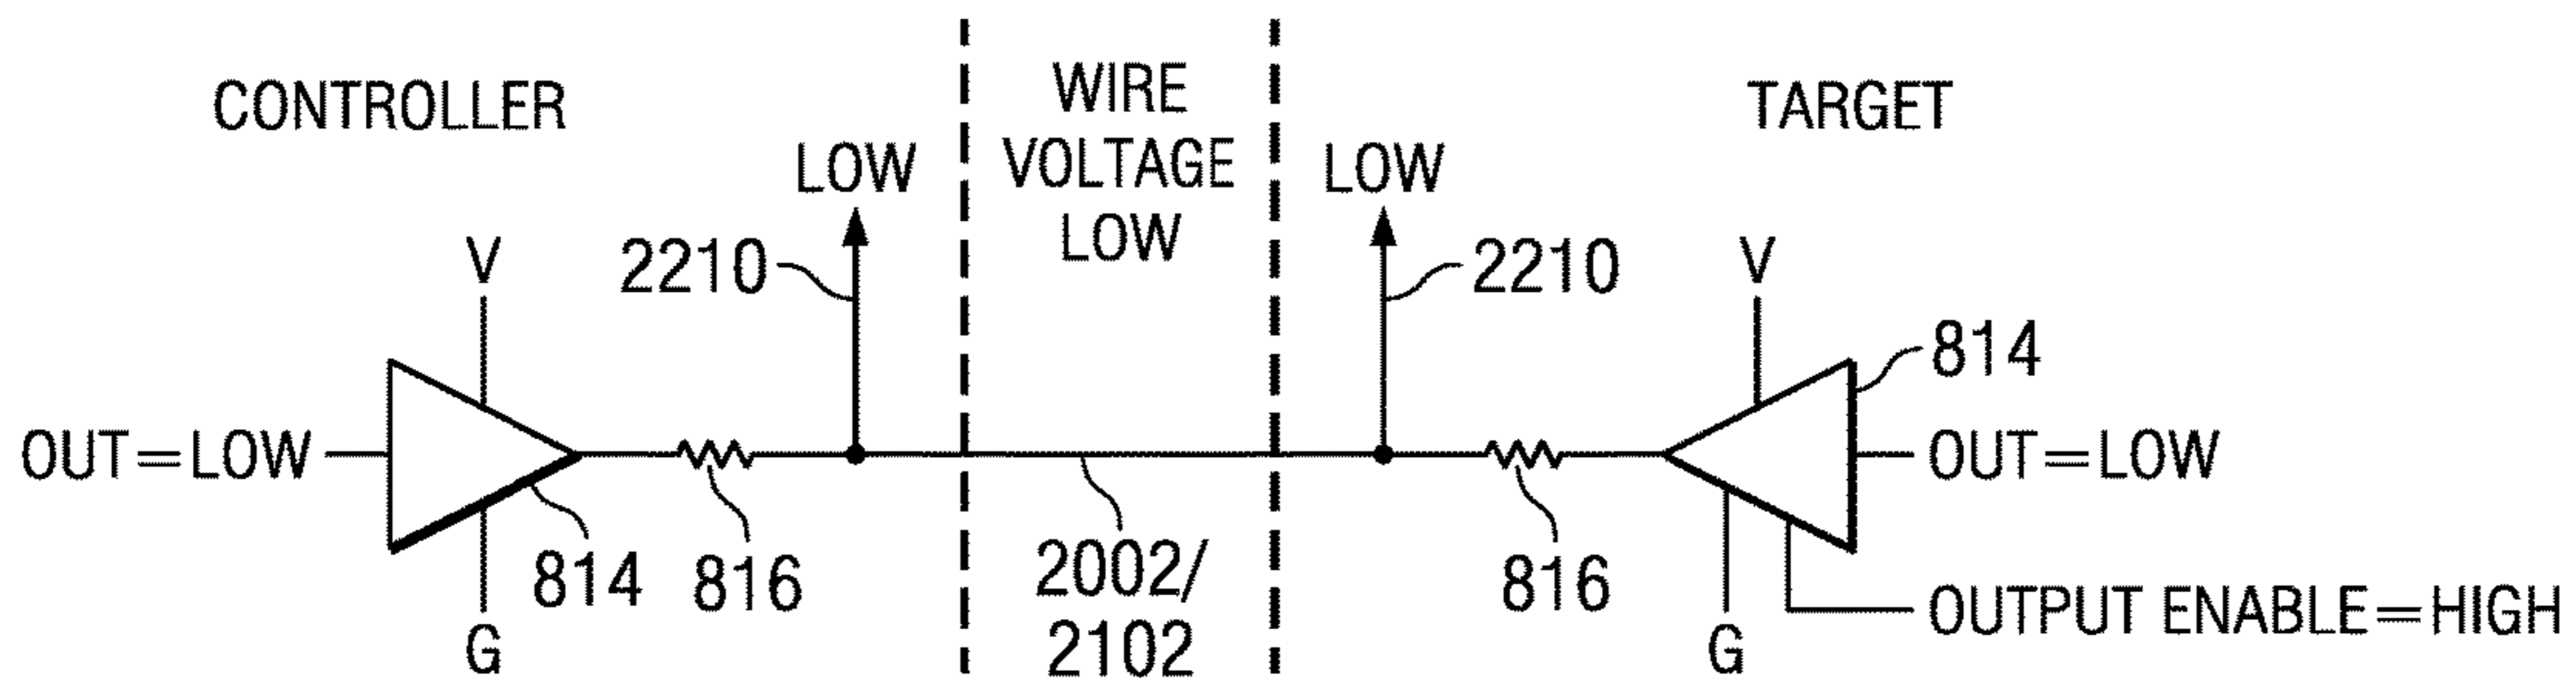 CONTROLLER
WIRE
VOLTAGE
LOW
TARGET
LOW
LOW
V
2210
2210
V
814
OUT=LOW
OUT=LOW
814
816
2002/
2102
816
OUTPUT ENABLE=HIGH
G
G